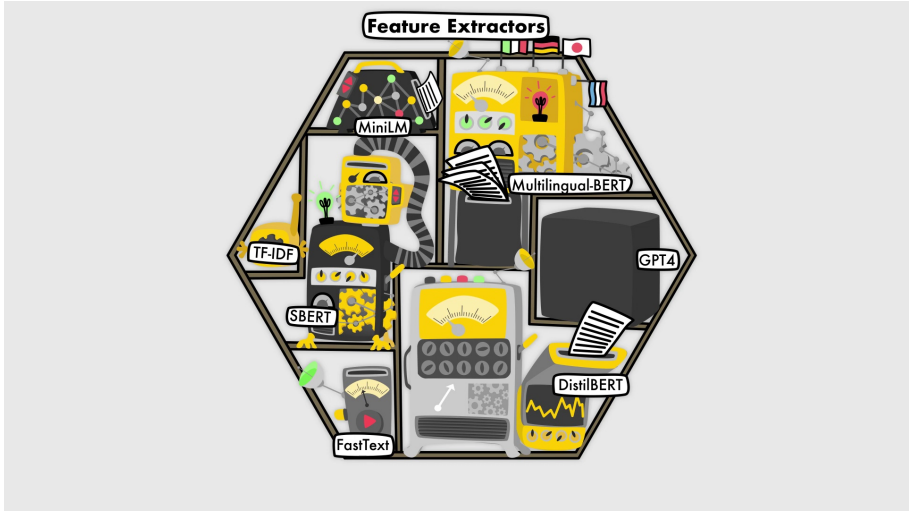 Feature Extractors
MiniLM
Multilingual-BERT
TF-IDF
GPT4
SBERT
DistilBERT
FastText